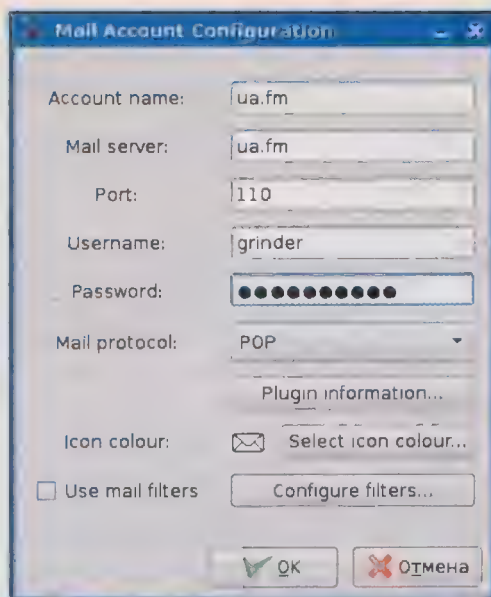 Mail Account Configuration
Account name: ua.fm
Mail server: ua.fm
Port: 110
Username: grinder
Password: ●●●●●●●●●●
Mail protocol: POP
Plugin information...
Icon colour: Select icon colour...
Use mail filters Configure filters...
OK Отмена